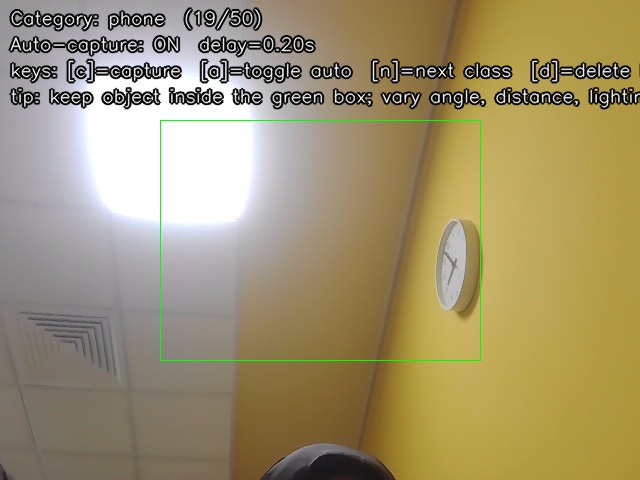 Category: phone (19/50)
Auto-capture: ON delay=0.20s
keys: [c]=capture [a]=toggle auto [n]=next class [d]=delete
tip: keep object inside the green box; vary angle, distance,